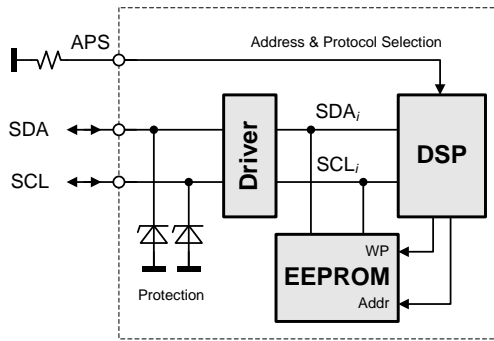 APS
Address & Protocol Selection
SDA
SDAi
Driver
DSP
SCL
SCLi
WP
EEPROM
Protection
Addr